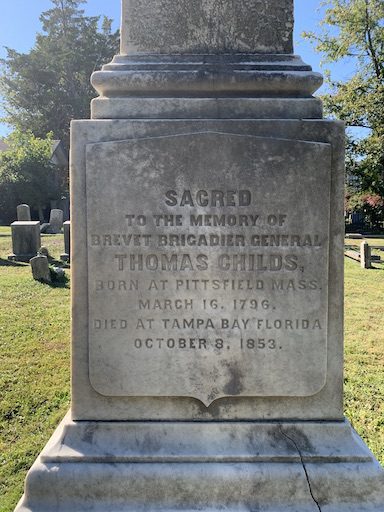 SACRED
TO THE MEMORY OF
BREVET BRIGADIER GENERAL
THOMAS CHILDS,
BORN AT PITTSFIELD MASS.
MARCH 16. 1796.
DIED AT TAMPA BAY FLORIDA
OCTOBER 8, 1853.